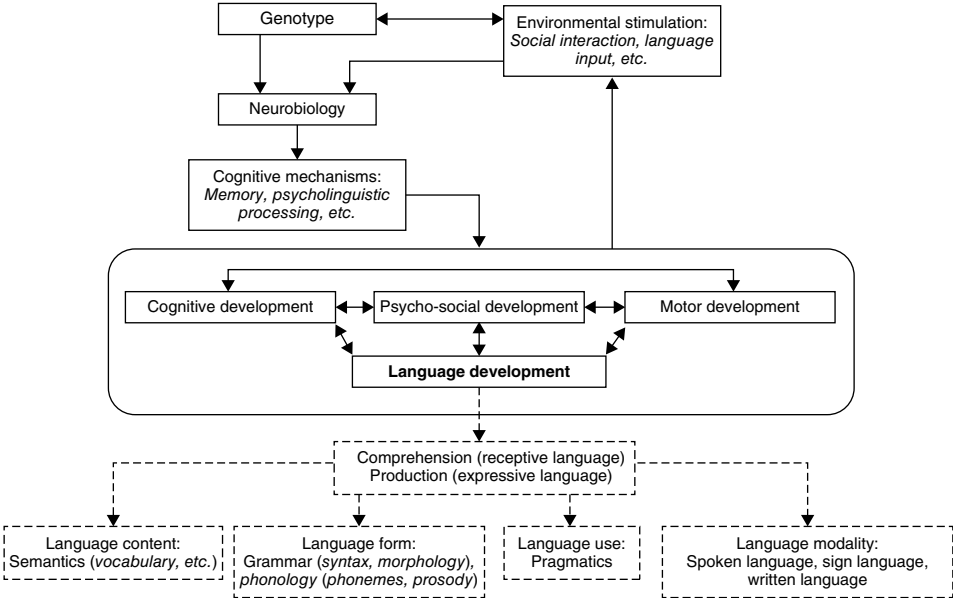 Genotype
Environmental stimulation:
Social interaction, language
input, etc.
Neurobiology
Cognitive mechanisms:
Memory, psycholinguistic
processing, etc.
Cognitive development
Psycho-social development
Motor development
Language development
Comprehension (receptive language)
Production (expressive language)
Language content:
Semantics (vocabulary, etc.)
Language form:
Grammar (syntax, morphology),
phonology (phonemes, prosody)
Language use:
Pragmatics
Language modality:
Spoken language, sign language,
written language